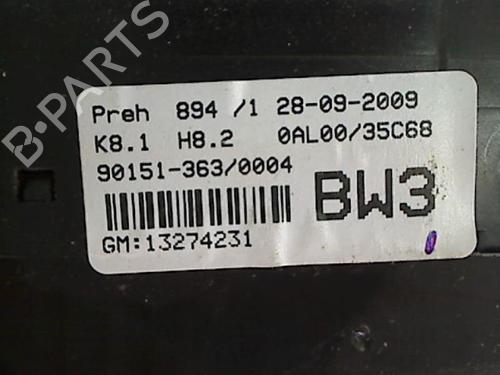 B-PARTS
Preh 894 /1 28-09-2009
K8.1 H8.2 0AL00/35C68
90151-363/0004
BW3
GM:13274231